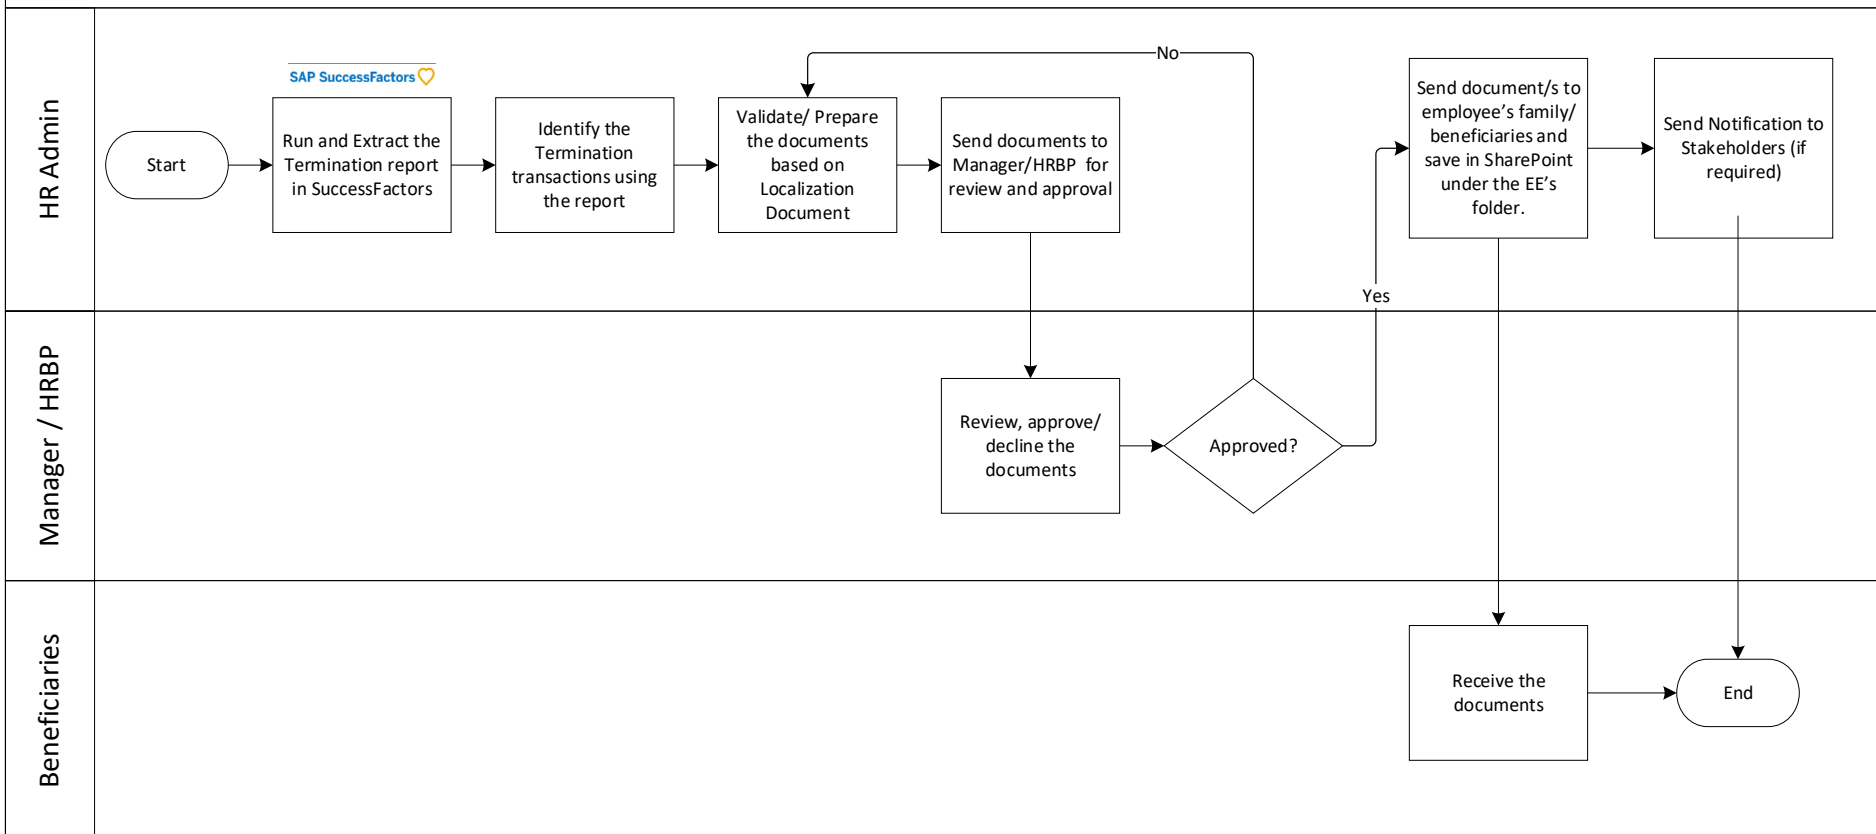 HR Admin
Start
SAP SuccessFactors
Run and Extract the
Termination report
in SuccessFactors
Identify the
Termination
transactions using
the report
Validate/ Prepare
the documents
based on
Localization
Document
Send documents to
Manager/HRBP for
review and approval
No
Send document/s to
employee’s family/
beneficiaries and
save in SharePoint
under the EE’s
folder.
Send Notification to
Stakeholders (if
required)
Yes
Manager / HRBP
Review, approve/
decline the
documents
Approved?
Beneficiaries
Receive the
documents
End